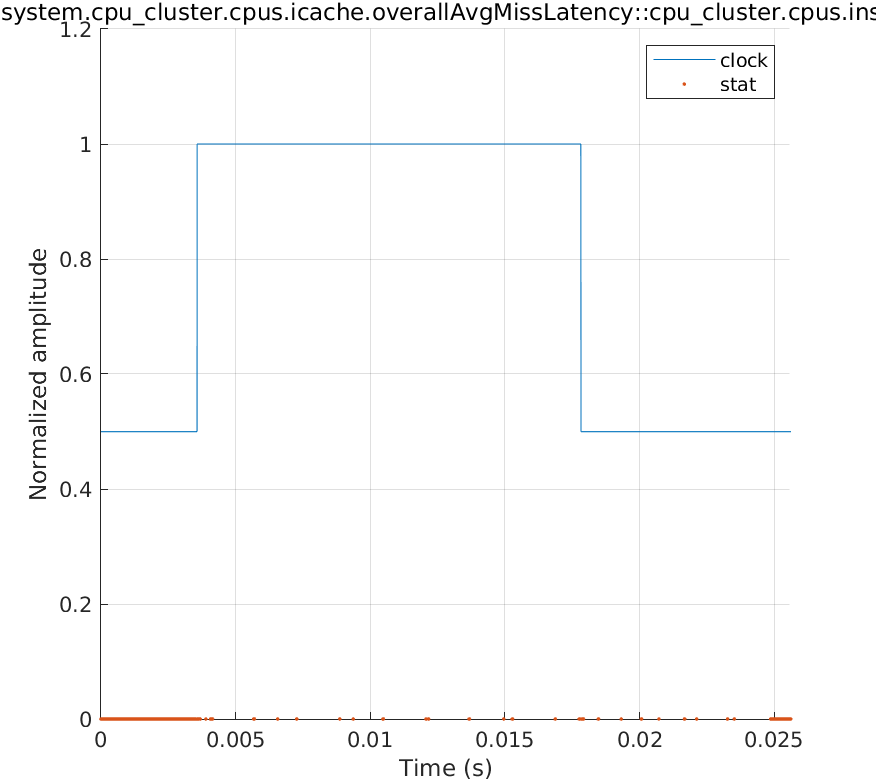 system.cpu_cluster.cpus.icache.overallAvgMissLatency::cpu_cluster.cpus.ins
1.2
1
0.8
0.6
0.4
0.2
0
Normalized amplitude
clock
stat
0 0.005 0.01 0.015 0.02 0.025
Time (s)